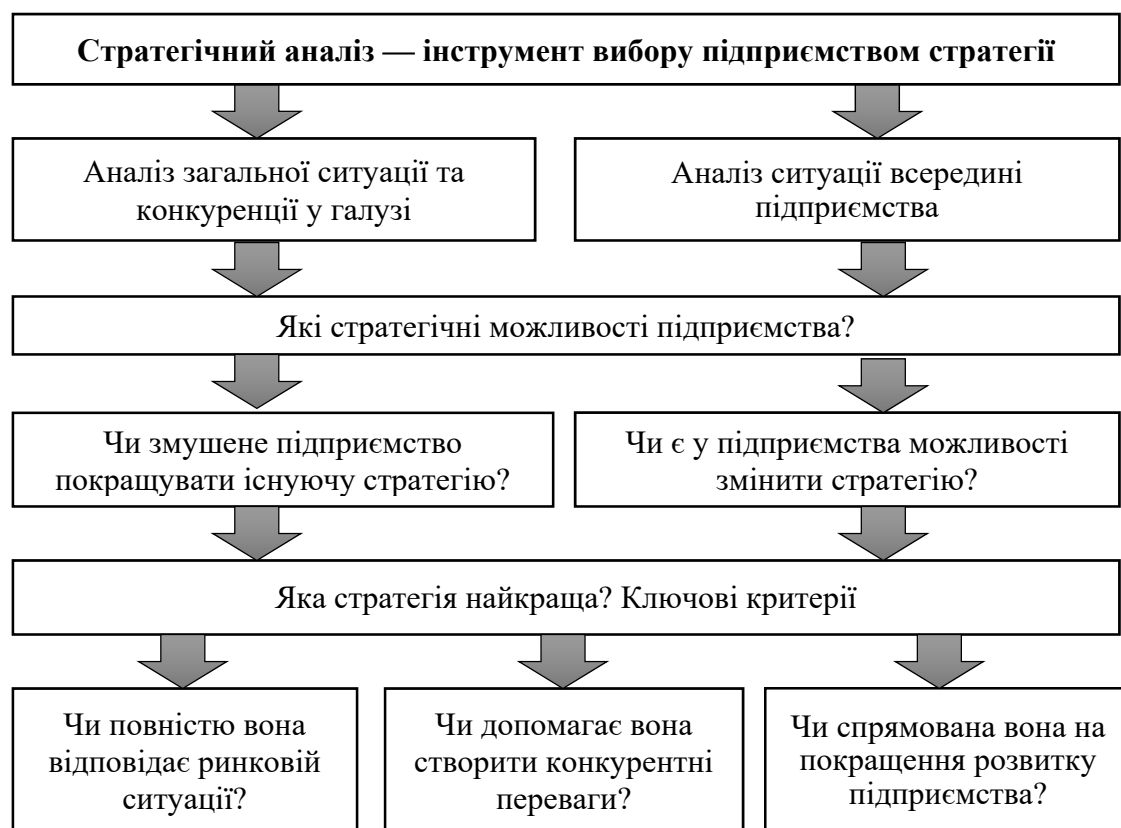 Стратегічний аналіз — інструмент вибору підприємством стратегії
Аналіз загальної ситуації та
конкуренції у галузі
Аналіз ситуації всередині
підприємства
Які стратегічні можливості підприємства?
Чи змушене підприємство
покращувати існуючу стратегію?
Чи є у підприємства можливості
змінити стратегію?
Яка стратегія найкраща? Ключові критерії
Чи повністю вона
відповідає ринковій
ситуації?
Чи допомагає вона
створити конкурентні
переваги?
Чи спрямована вона на
покращення розвитку
підприємства?